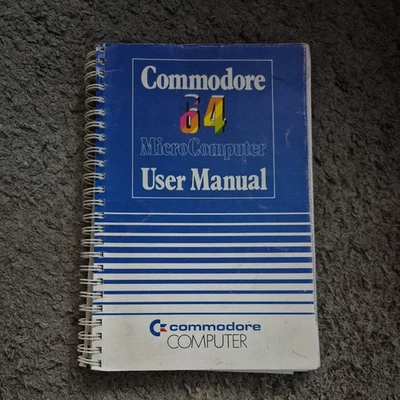 Commodore
64
MicroComputer
User Manual
commodore
COMPUTER